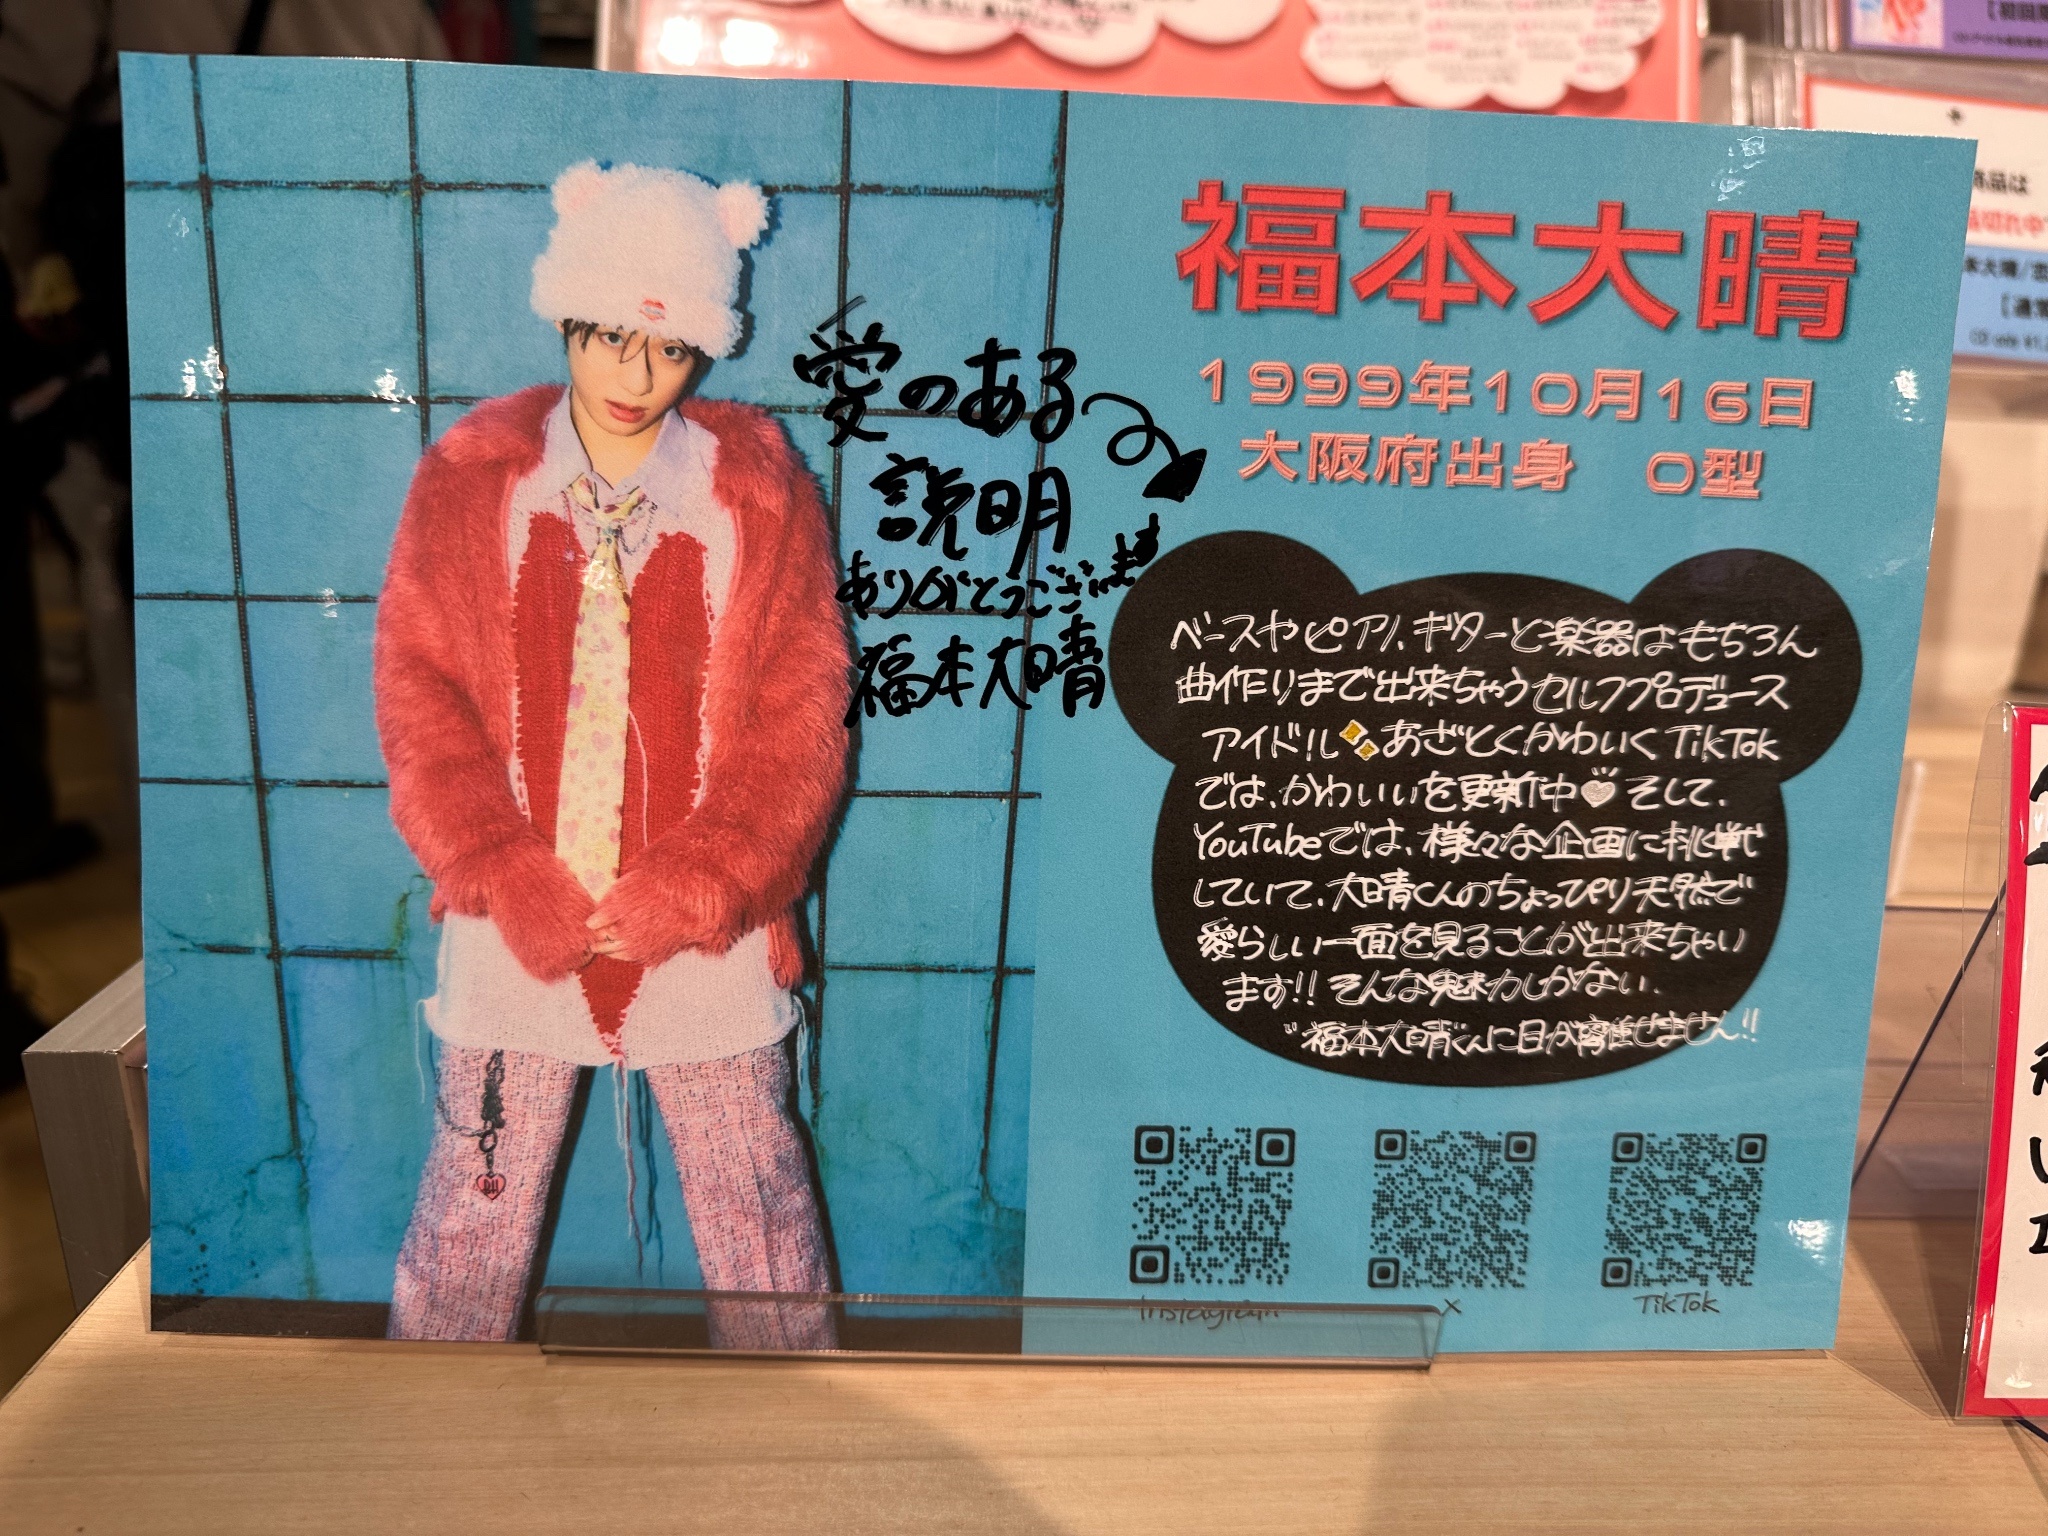 福本大晴
1999年10月16日
大阪府出身 O型
愛のある
説明
ありがとうございます
福本大晴
ベースやピアノ、ギターと楽器はもちろん
曲作りまで出来ちゃうセルフプロデュース
アイドル あざとくかわいくTikTok
では、かわいいを更新中♡そして、
YouTubeでは、様々な企画に挑戦
していて、大晴くんのちょっぴり天然で
愛らしい一面を見ることが出来ちゃい
ます!!そんな魅力しかない、
"福本大晴"くんに目が離せません!!
Instagram
X
TikTok
商品は